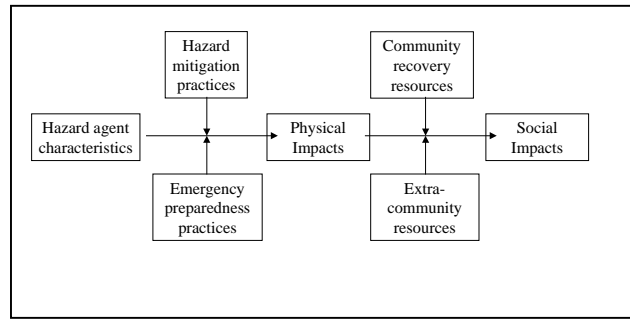 Hazard
mitigation
practices
Community
recovery
resources
Hazard agent
characteristics
Physical
Impacts
Social
Impacts
Emergency
preparedness
practices
Extra-
community
resources